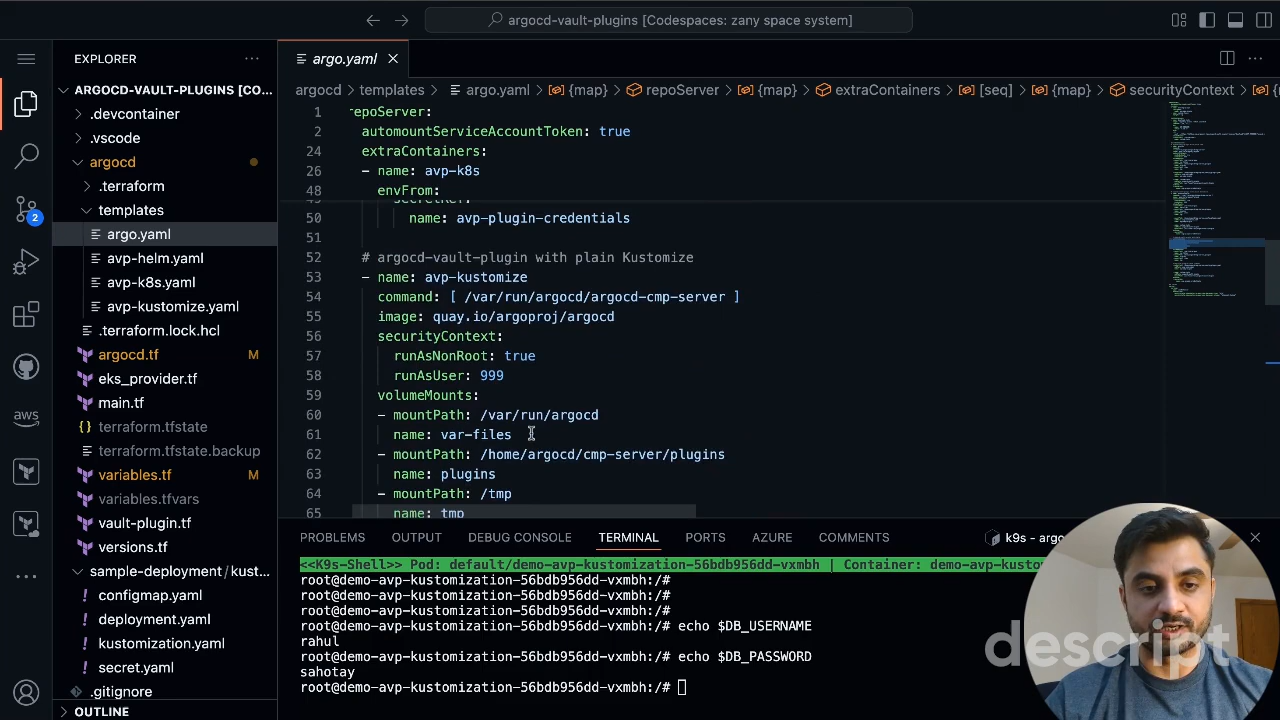 argocd-vault-plugins [Codespaces: zany space system]
EXPLORER
argo.yaml
ARGOCD-VAULT-PLUGINS [CO...
argocd templates argo.yaml {map} repoServer {map} extraContainers [seq] {map} securityContext
.devcontainer
.vscode
argocd
.terraform
templates
argo.yaml
avp-helm.yaml
avp-k8s.yaml
avp-kustomize.yaml
.terraform.lock.hcl
argocd.tf M
eks_provider.tf
main.tf
terraform.tfstate
terraform.tfstate.backup
variables.tf M
variables.tfvars
vault-plugin.tf
versions.tf
sample-deployment / kust...
configmap.yaml
deployment.yaml
kustomization.yaml
secret.yaml
.gitignore
OUTLINE
2
aws
1 epoServer:
2 automountServiceAccountToken: true
24 extraContainers:
26 - name: avp-k8s
48 envFrom:
49 secretRef:
50 name: avp-plugin-credentials
51
52 # argocd-vault-plugin with plain Kustomize
53 - name: avp-kustomize
54 command: [ /var/run/argocd/argocd-cmp-server ]
55 image: quay.io/argoproj/argocd
56 securityContext:
57 runAsNonRoot: true
58 runAsUser: 999
59 volumeMounts:
60 - mountPath: /var/run/argocd
61 name: var-files
62 - mountPath: /home/argocd/cmp-server/plugins
63 name: plugins
64 - mountPath: /tmp
65 name: tmp
PROBLEMS OUTPUT DEBUG CONSOLE TERMINAL PORTS AZURE COMMENTS k9s - argo
<<K9s-Shell>> Pod: default/demo-avp-kustomization-56bdb956dd-vxmbh | Container: demo-avp-kusto
root@demo-avp-kustomization-56bdb956dd-vxmbh:/#
root@demo-avp-kustomization-56bdb956dd-vxmbh:/#
root@demo-avp-kustomization-56bdb956dd-vxmbh:/#
root@demo-avp-kustomization-56bdb956dd-vxmbh:/# echo $DB_USERNAME
rahul
root@demo-avp-kustomization-56bdb956dd-vxmbh:/# echo $DB_PASSWORD
sahotay
root@demo-avp-kustomization-56bdb956dd-vxmbh:/#
descript